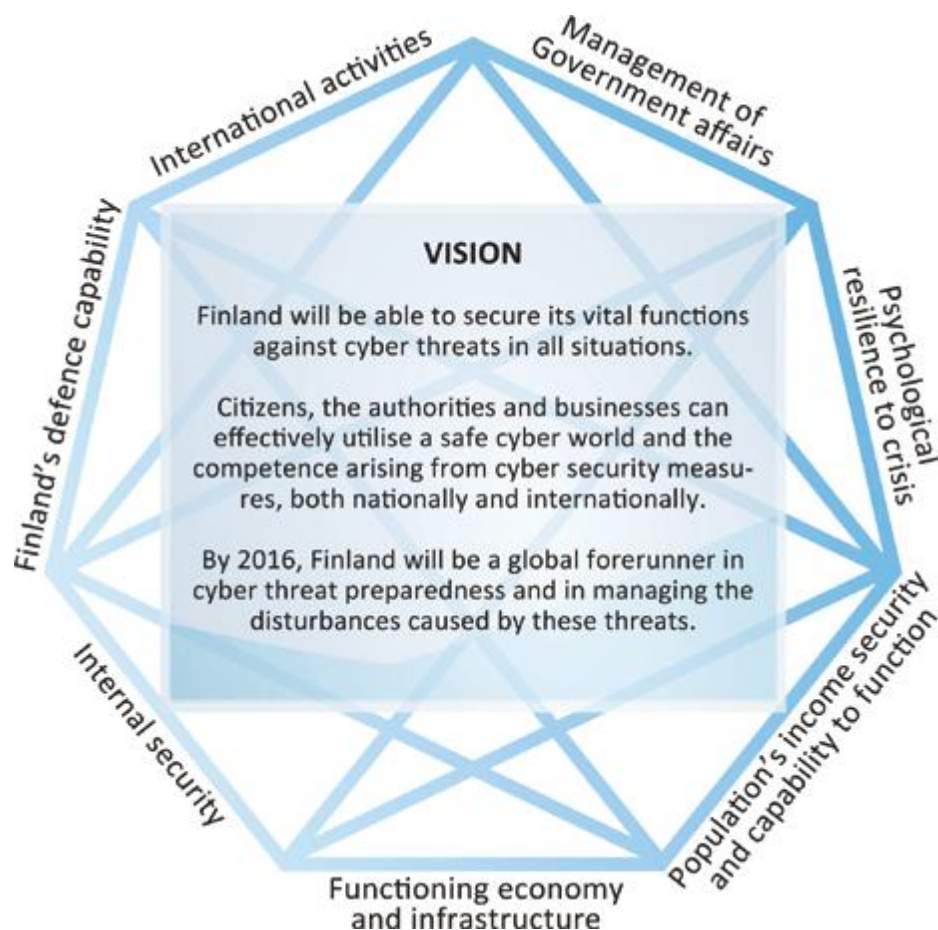 International activities
Management of
Government affairs
Finland's defence capability
Psychological
resilience to crisis
VISION
Finland will be able to secure its vital functions
against cyber threats in all situations.
Citizens, the authorities and businesses can
effectively utilise a safe cyber world and the
competence arising from cyber security measu-
res, both nationally and internationally.
By 2016, Finland will be a global forerunner in
cyber threat preparedness and in managing the
disturbances caused by these threats.
Internal security
Population's income security
and capability to function
Functioning economy
and infrastructure